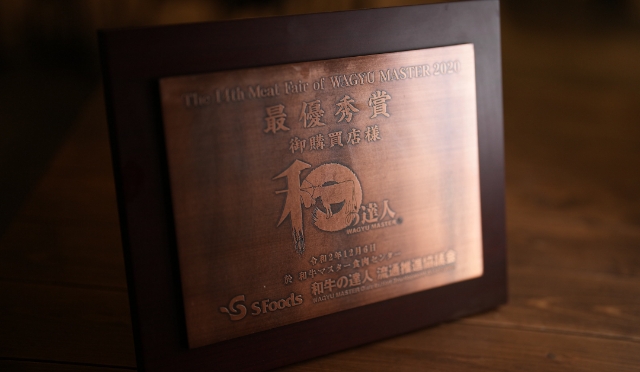 The 14th Meat Fair of WAGYU MASTER 2020
最優秀賞
御購買店様
和の達人
WAGYU MASTER
令和2年12月4日
於 和牛マスター食肉センター
和牛の達人 流通推進協議会
SFoods